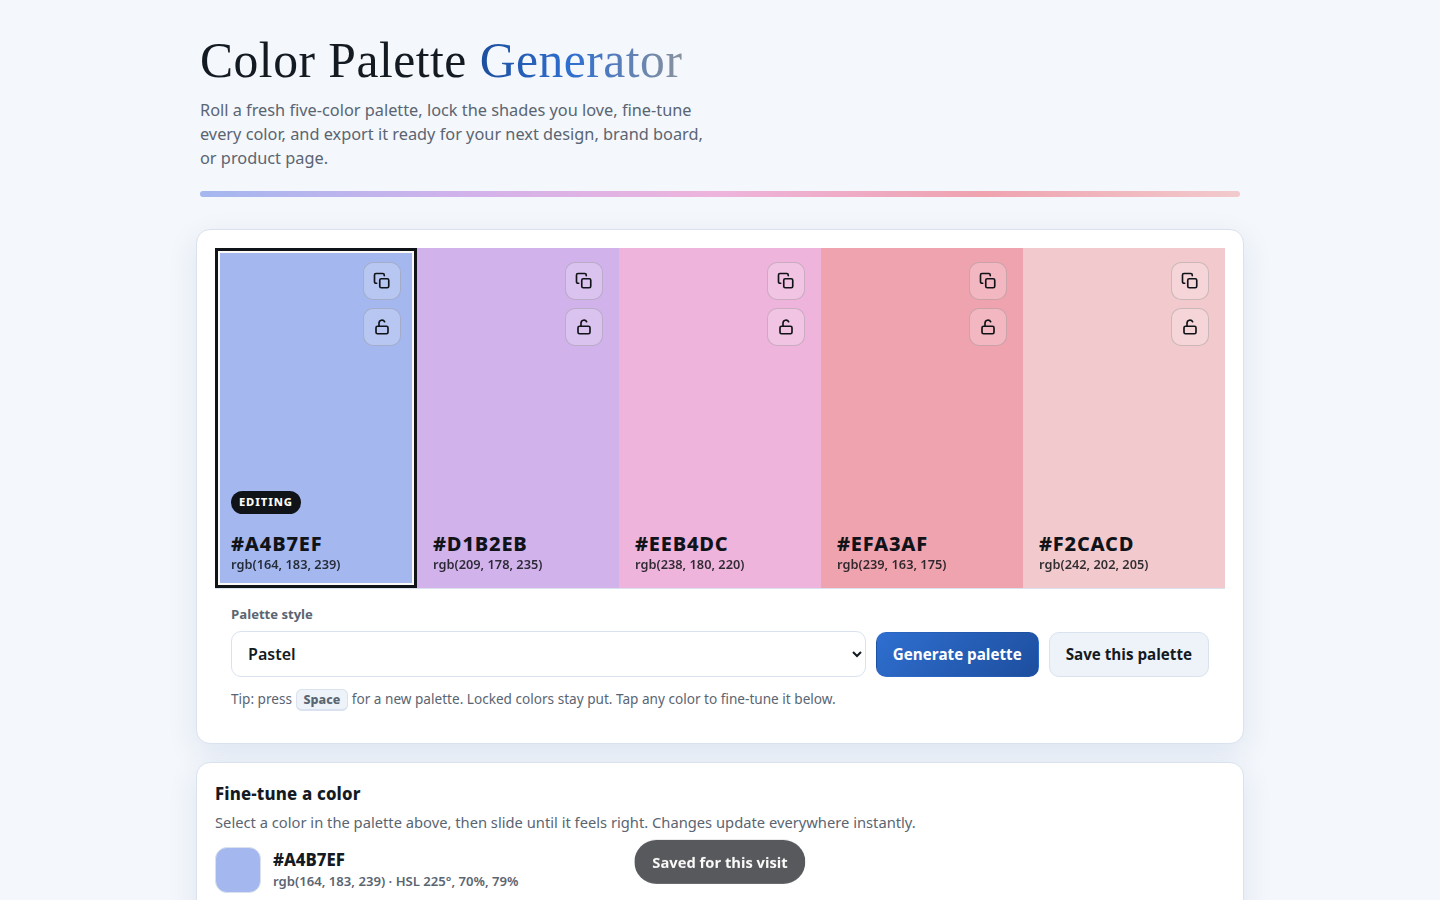 Color Palette Generator
Roll a fresh five-color palette, lock the shades you love, fine-tune
every color, and export it ready for your next design, brand board,
or product page.
EDITING
#A4B7EF
rgb(164, 183, 239)
#D1B2EB
rgb(209, 178, 235)
#EEB4DC
rgb(238, 180, 220)
#EFA3AF
rgb(239, 163, 175)
#F2CACD
rgb(242, 202, 205)
Palette style
Pastel
Generate palette
Save this palette
Tip: press Space for a new palette. Locked colors stay put. Tap any color to fine-tune it below.
Fine-tune a color
Select a color in the palette above, then slide until it feels right. Changes update everywhere instantly.
#A4B7EF
rgb(164, 183, 239) · HSL 225°, 70%, 79%
Saved for this visit